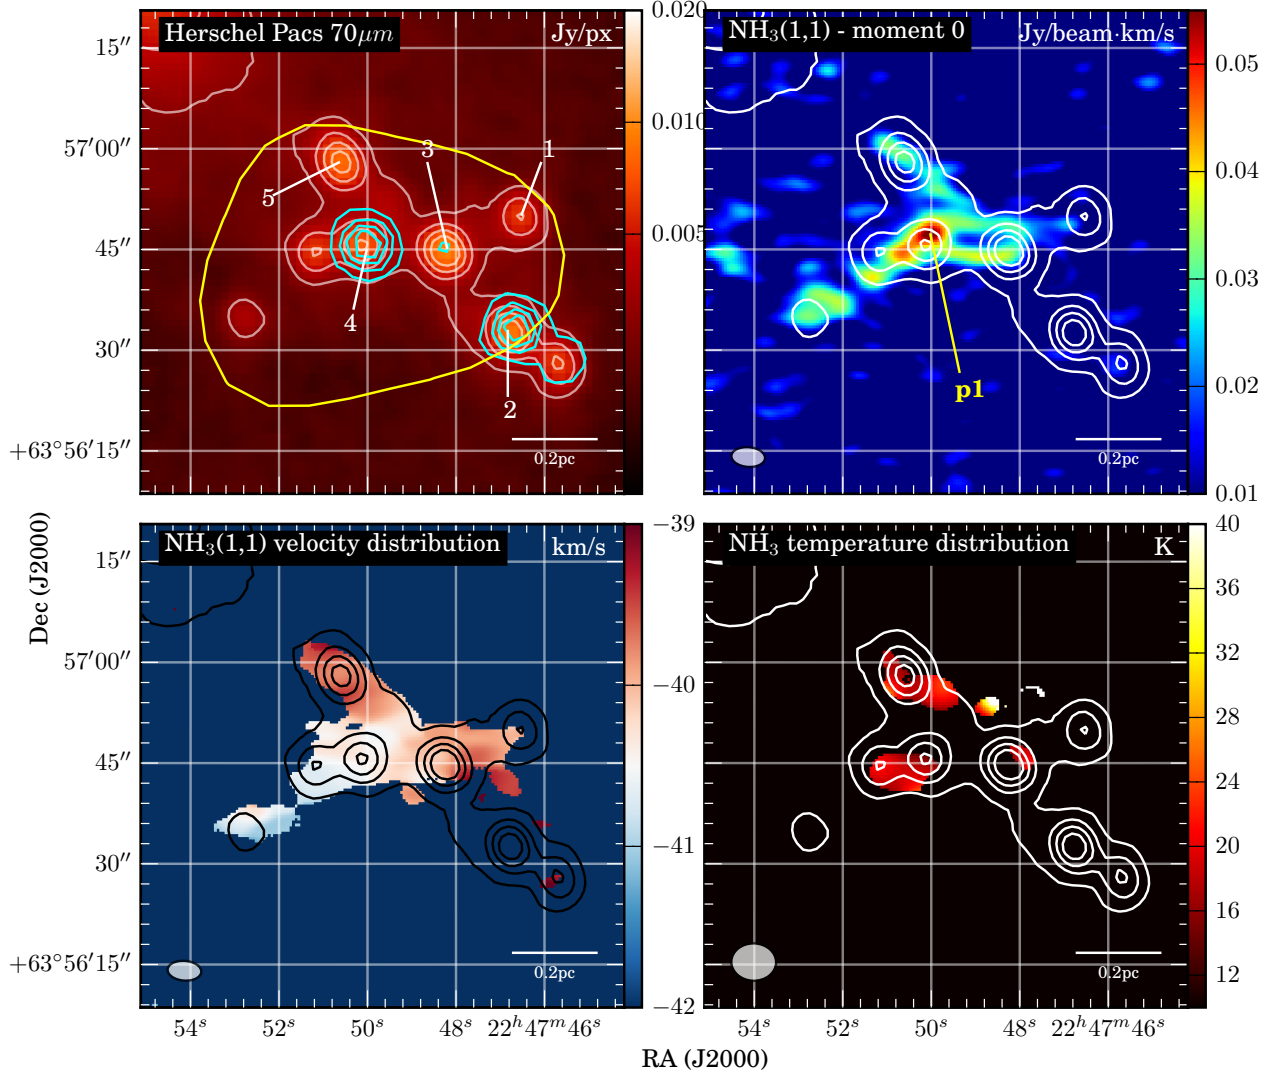 Herschel Pacs 70μm
Jy/px
15″
57′00″
45″
30″
+63°56′15″
5
3
1
4
2
0.2pc
0.020
0.010
0.005
NH₃(1,1) - moment 0
Jy/beam·km/s
p1
0.2pc
0.05
0.04
0.03
0.02
0.01
Dec (J2000)
NH₃(1,1) velocity distribution
km/s
15″
57′00″
45″
30″
+63°56′15″
0.2pc
−39
−40
−41
−42
54ˢ
52ˢ
50ˢ
48ˢ
22ʰ47ᵐ46ˢ
NH₃ temperature distribution
K
0.2pc
40
36
32
28
24
20
16
12
54ˢ
52ˢ
50ˢ
48ˢ
22ʰ47ᵐ46ˢ
RA (J2000)